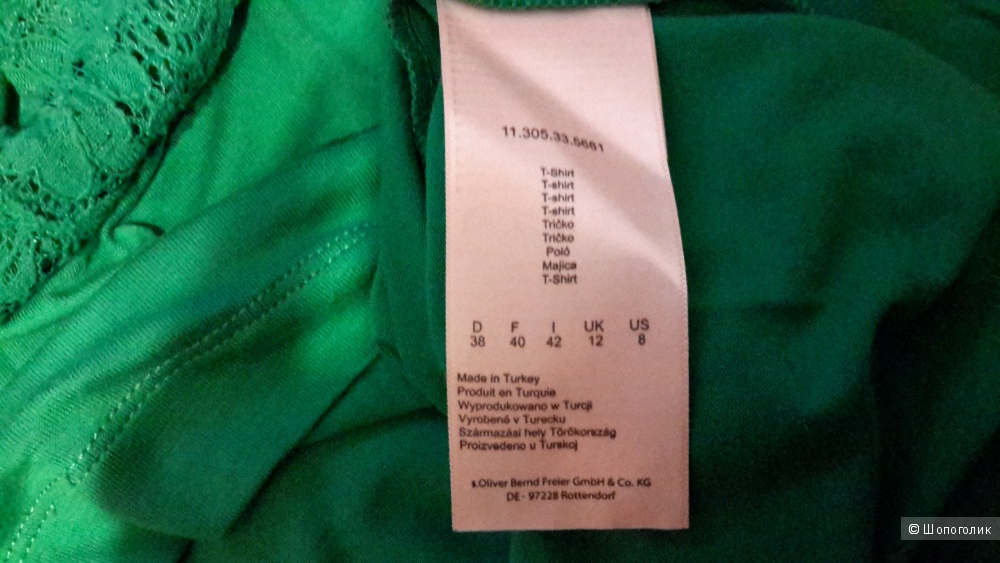 11.305.33.5681
T-Shirt
T-shirt
T-shirt
T-shirt
Tričko
Tričko
Poló
Majica
T-Shirt
D F I UK US
38 40 42 12 8
Made in Turkey
Produit en Turquie
Wyprodukowano w Turcji
Vyrobené v Turecku
Származási hely Törökország
Proizvedeno u Turskoj
s.Oliver Bernd Freier GmbH & Co. KG
DE- 97228 Rottendorf
© Шопоголик